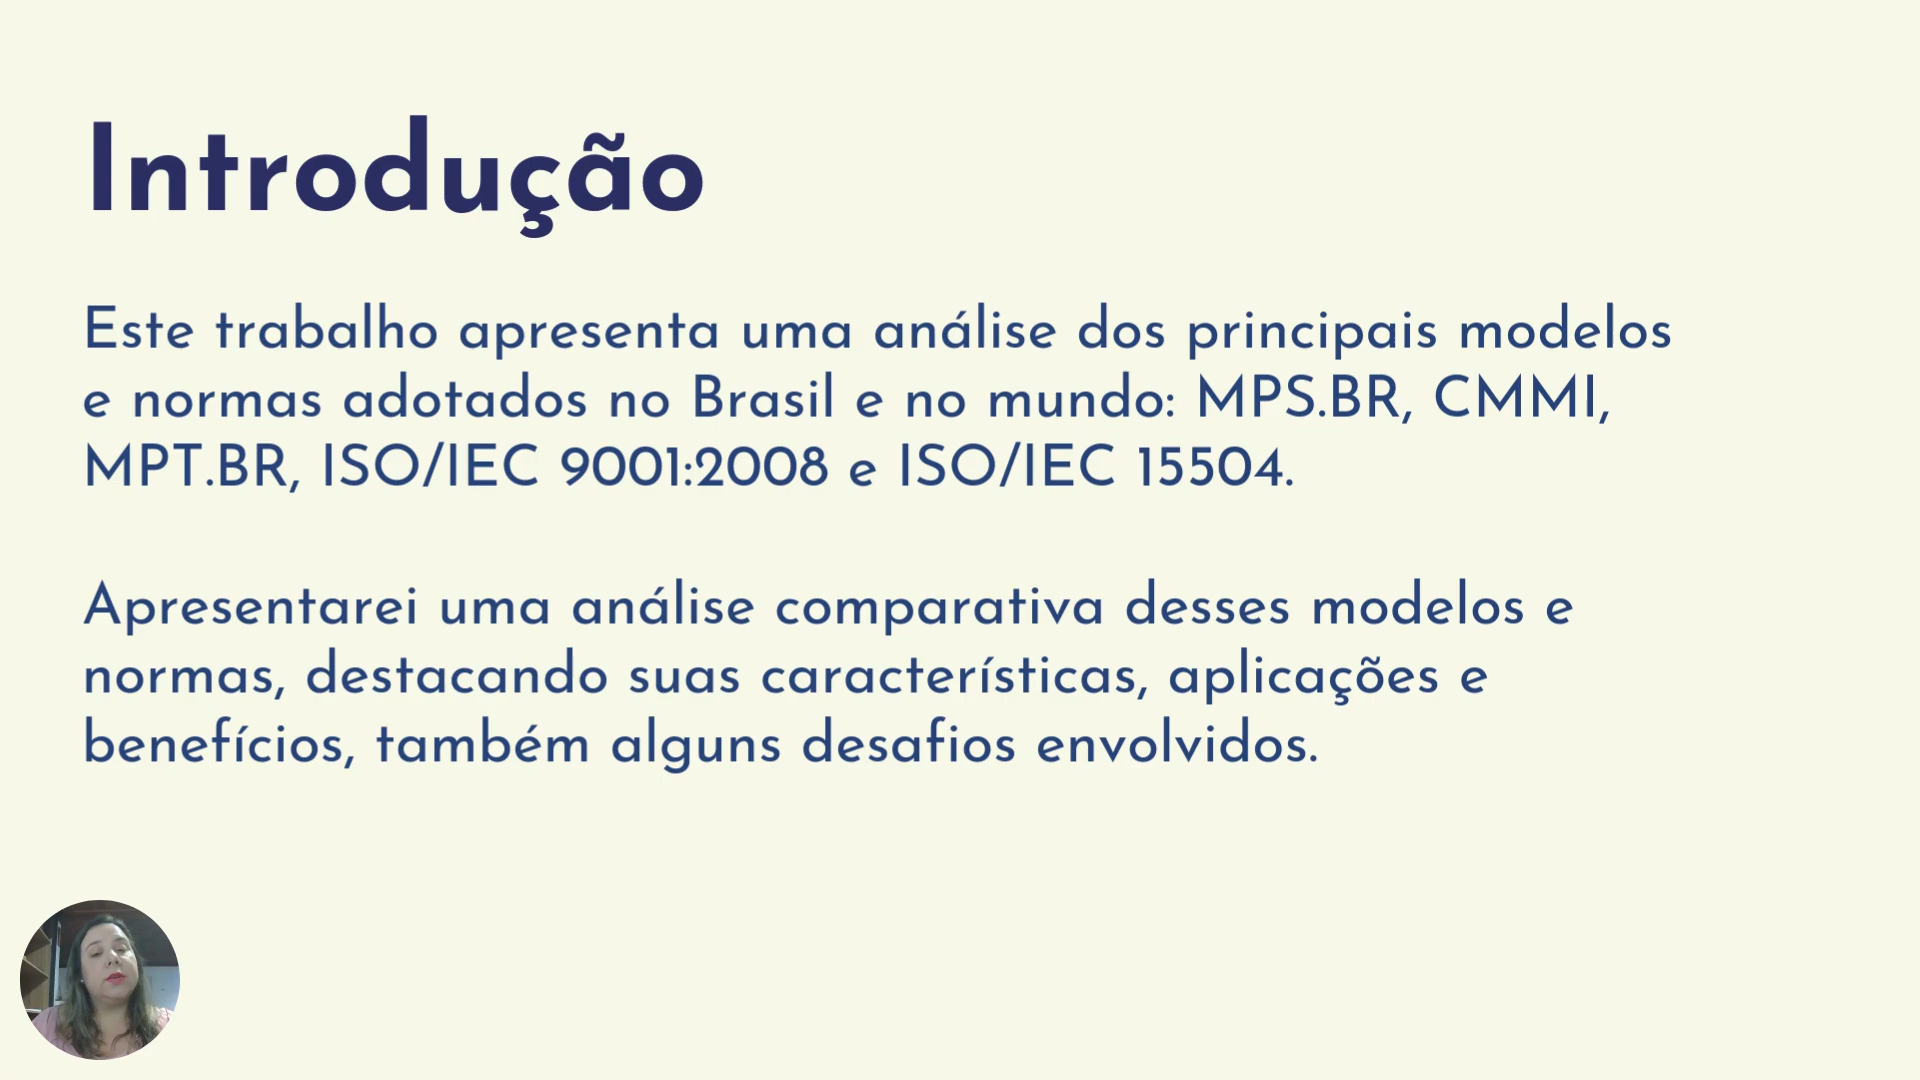 Introdução
Este trabalho apresenta uma análise dos principais modelos
e normas adotados no Brasil e no mundo: MPS.BR, CMMI,
MPT.BR, ISO/IEC 9001:2008 e ISO/IEC 15504.
Apresentarei uma análise comparativa desses modelos e
normas, destacando suas características, aplicações e
benefícios, também alguns desafios envolvidos.